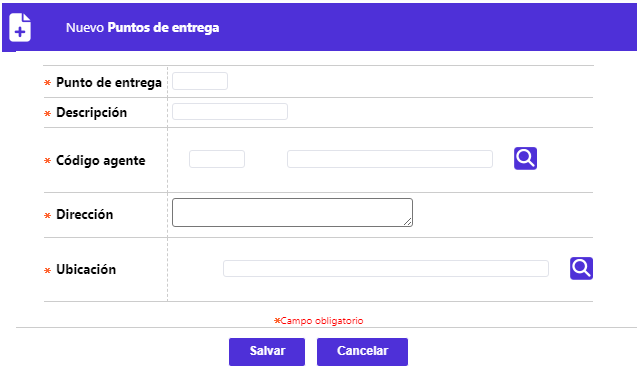 Nuevo Puntos de entrega
* Punto de entrega
* Descripción
* Código agente
* Dirección
* Ubicación
*Campo obligatorio
Salvar Cancelar